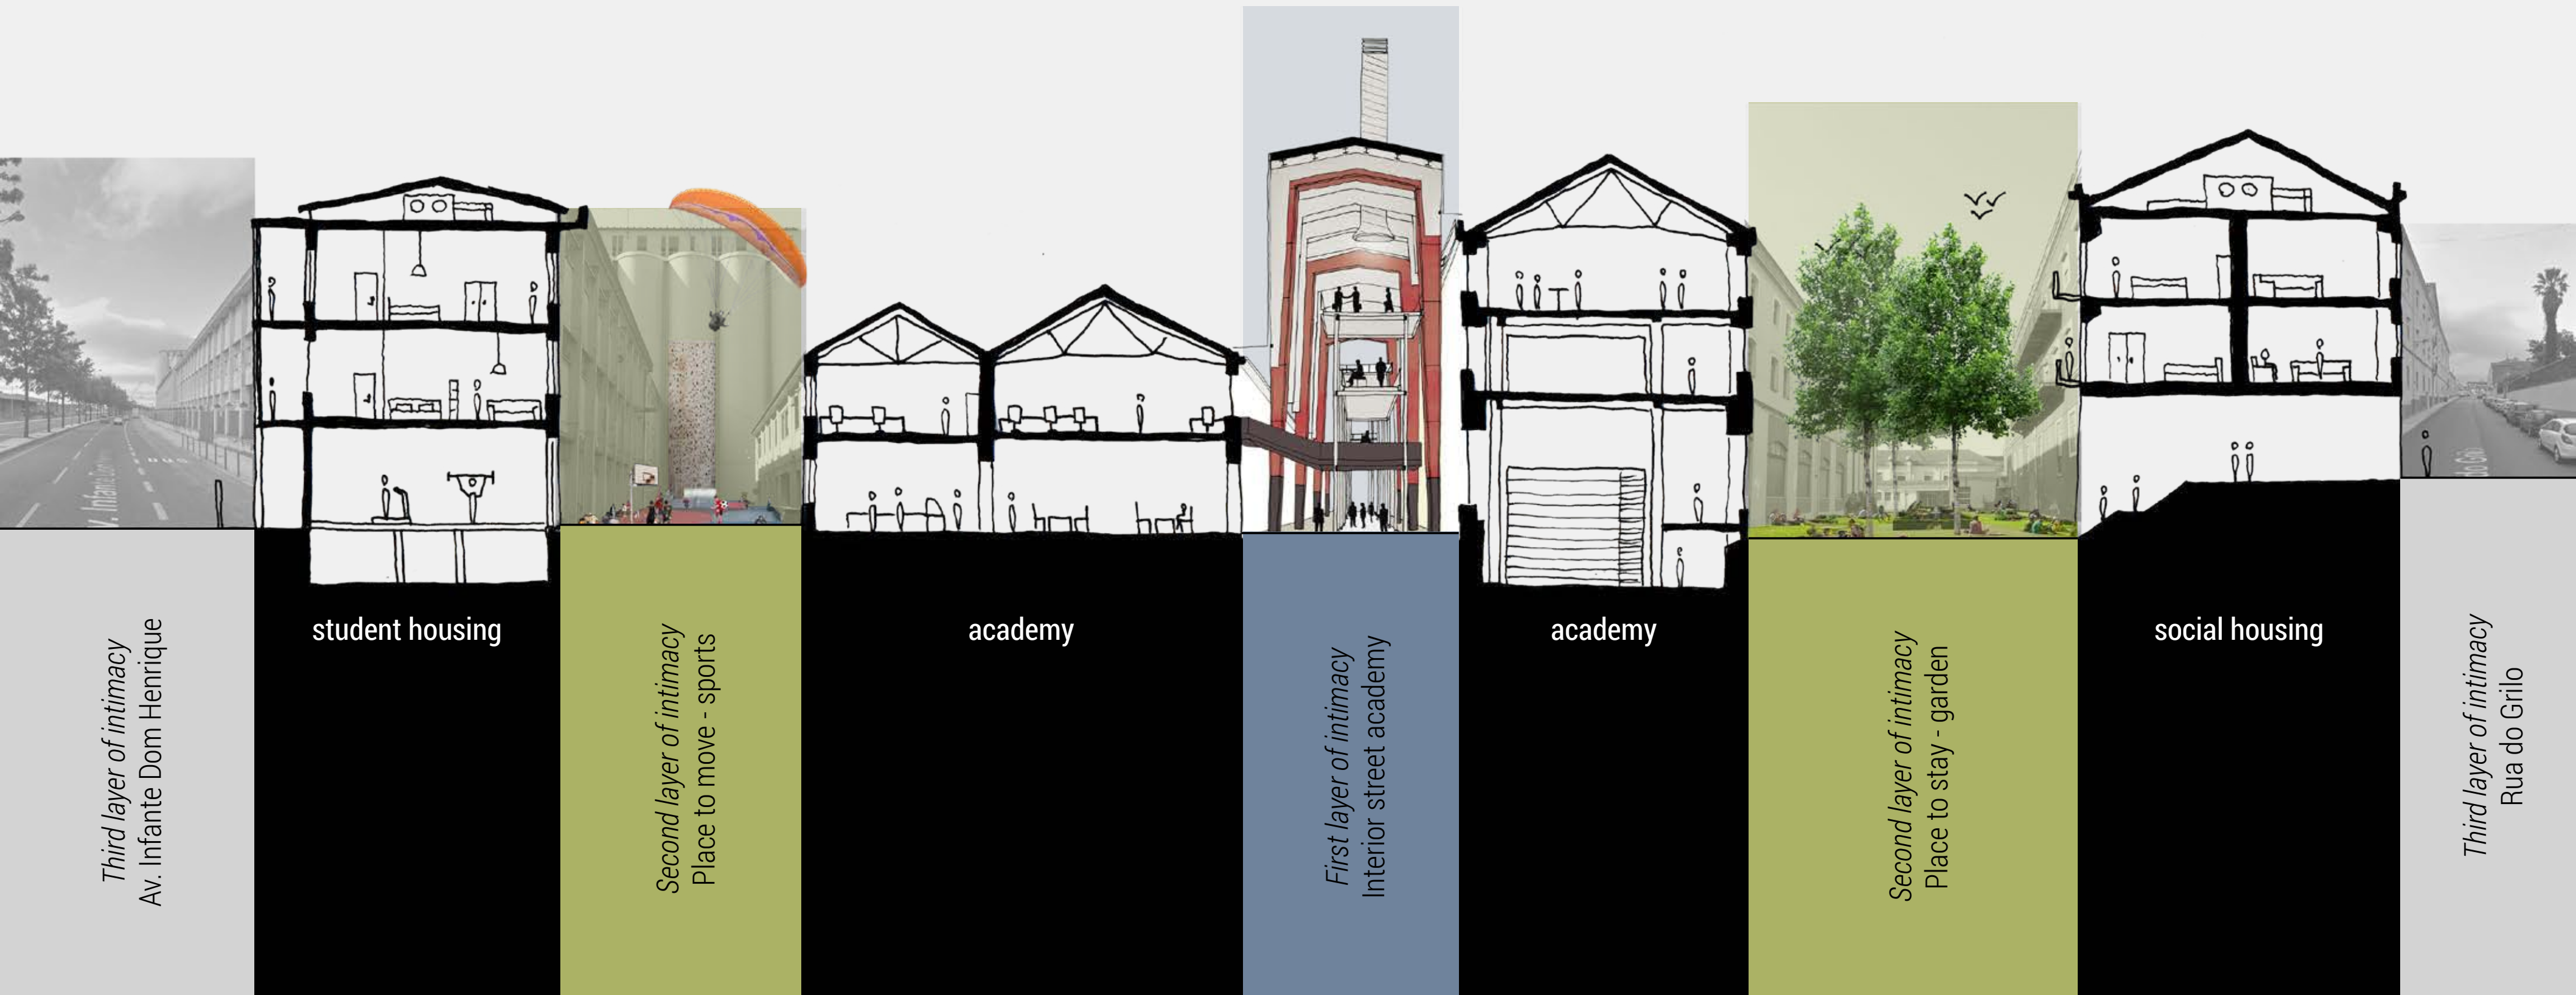 Third layer of intimacy
Av. Infante Dom Henrique
student housing
Second layer of intimacy
Place to move - sports
academy
First layer of intimacy
Interior street academy
academy
Second layer of intimacy
Place to stay - garden
social housing
Third layer of intimacy
Rua do Grilo